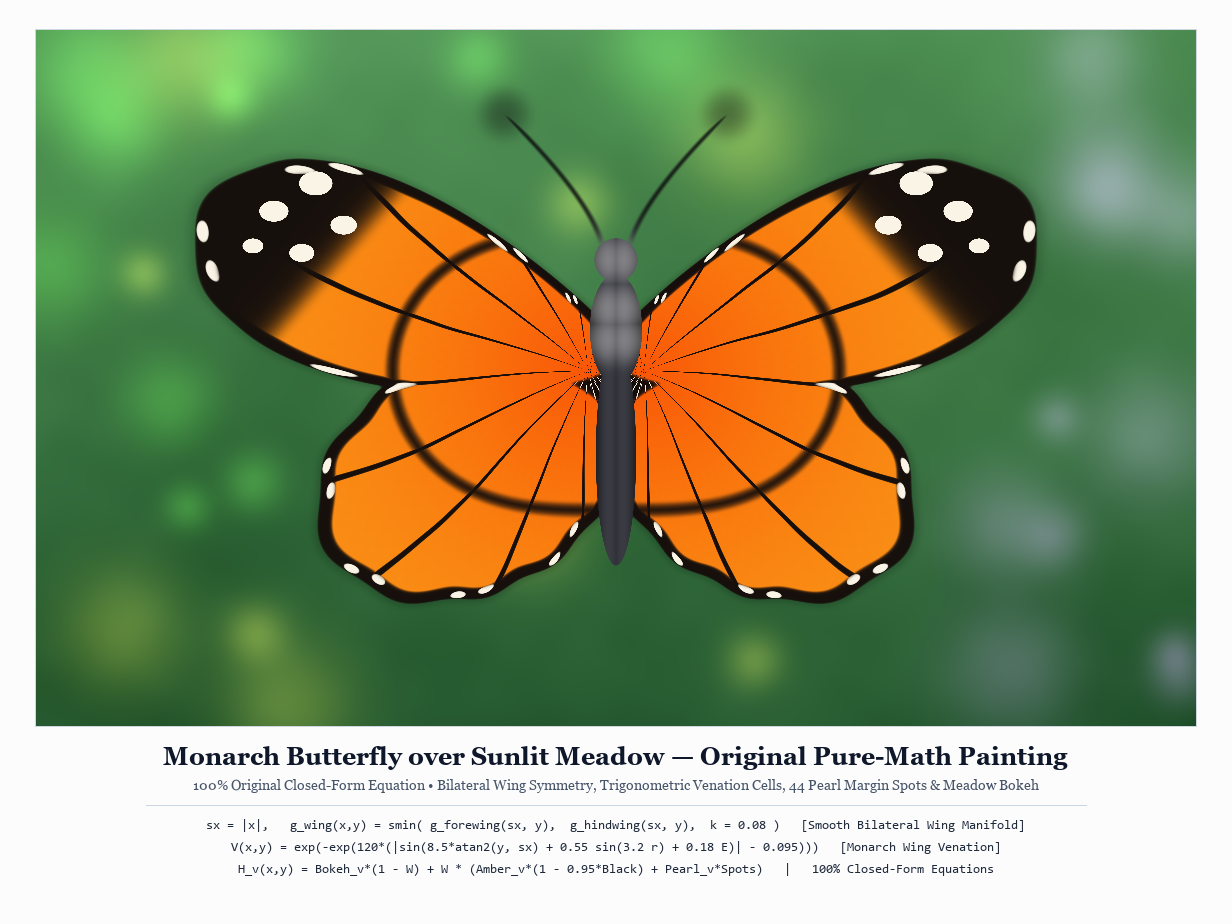 Monarch Butterfly over Sunlit Meadow — Original Pure-Math Painting
100% Original Closed-Form Equation • Bilateral Wing Symmetry, Trigonometric Venation Cells, 44 Pearl Margin Spots & Meadow Bokeh
sx = |x|,   g_wing(x,y) = smin( g_forewing(sx, y),  g_hindwing(sx, y),  k = 0.08 )   [Smooth Bilateral Wing Manifold]
V(x,y) = exp(-exp(120*(|sin(8.5*atan2(y, sx) + 0.55 sin(3.2 r) + 0.18 E)| - 0.095)))   [Monarch Wing Venation]
H_v(x,y) = Bokeh_v*(1 - W) + W * (Amber_v*(1 - 0.95*Black) + Pearl_v*Spots)   |   100% Closed-Form Equations